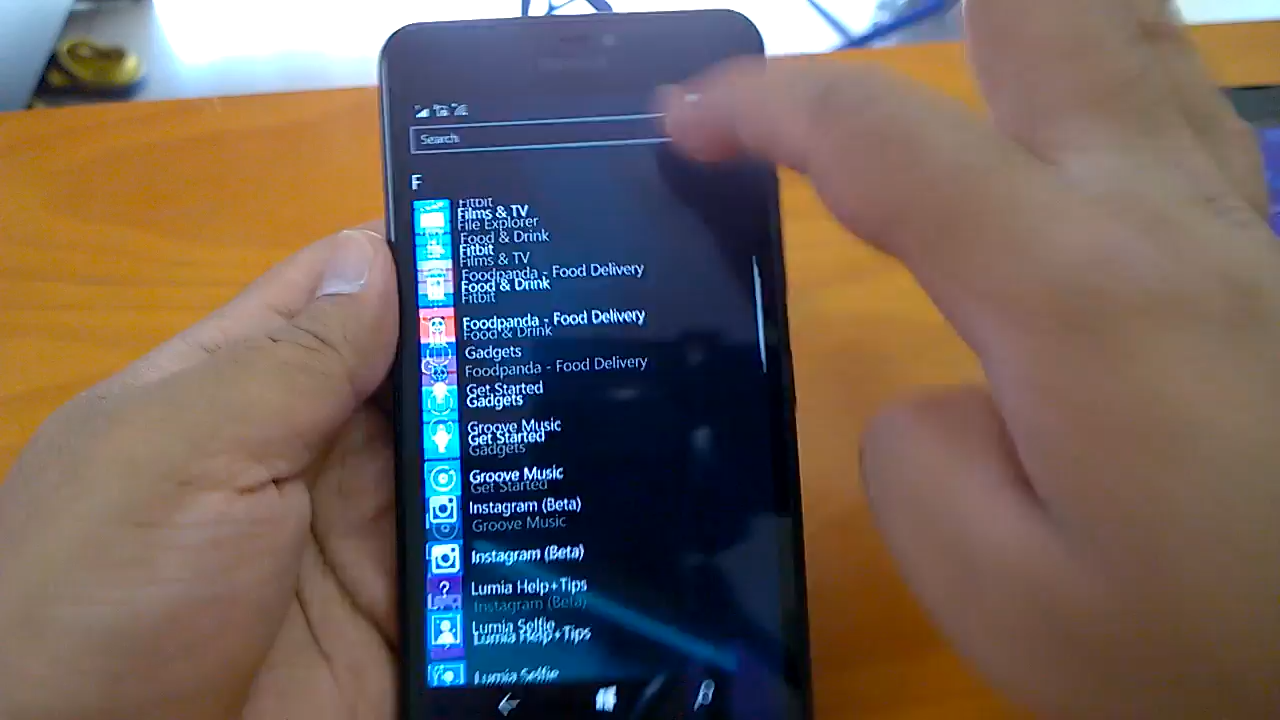 Search
F
Fitbit
Films & TV
File Explorer
Food & Drink
Fitbit
Films & TV
Foodpanda - Food Delivery
Food & Drink
Fitbit
Foodpanda - Food Delivery
Food & Drink
Gadgets
Foodpanda - Food Delivery
Get Started
Gadgets
Groove Music
Get Started
Gadgets
Groove Music
Get Started
Instagram (Beta)
Groove Music
Instagram (Beta)
Lumia Help+Tips
Instagram (Beta)
Lumia Selfie
Lumia Help+Tips
Lumia Selfie